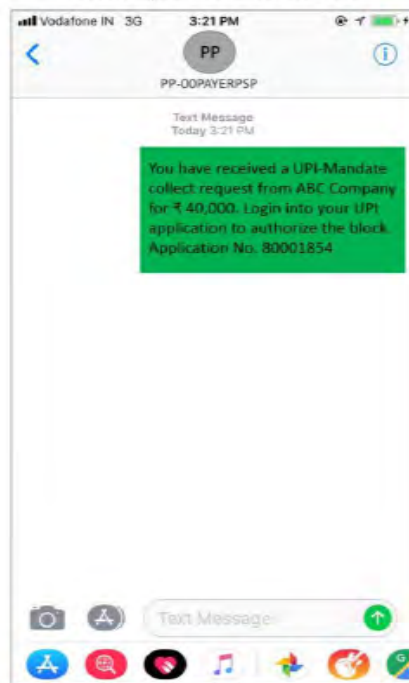 Vodafone IN 3G 3:21 PM
PP
PP-00PAYERPSP
Text Message
Today 3:21 PM
You have received a UPI-Mandate
collect request from ABC Company
for ₹ 40,000. Login into your UPI
application to authorize the block.
Application No. 80001854
Text Message